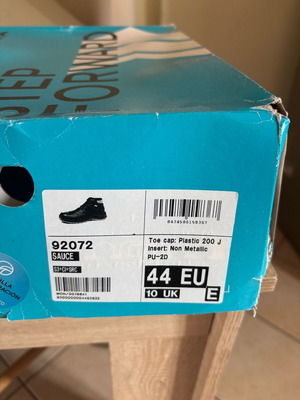 STEP
FORWARD
92072
SAUCE
S3+CI+SRC
Toe cap: Plastic 200 J
Insert: Non Metallic
PU-2D
44 EU
10 UK
E